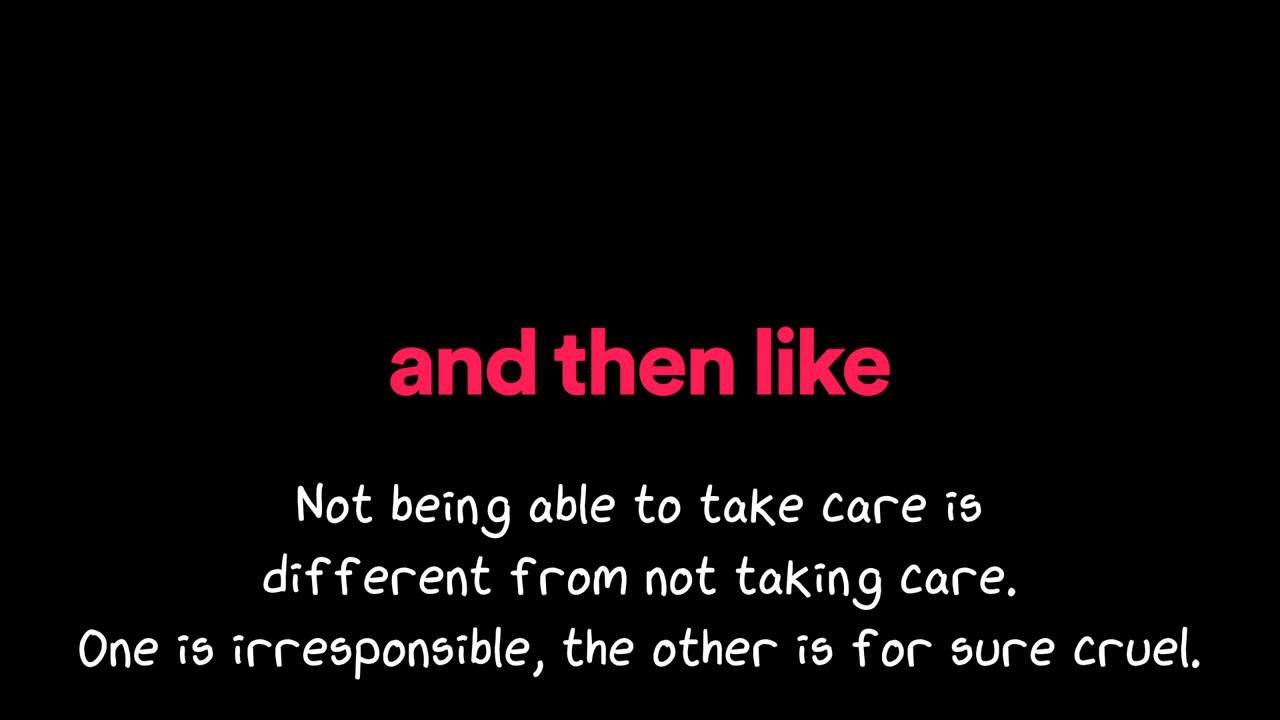 and then like
Not being able to take care is
different from not taking care.
One is irresponsible, the other is for sure cruel.